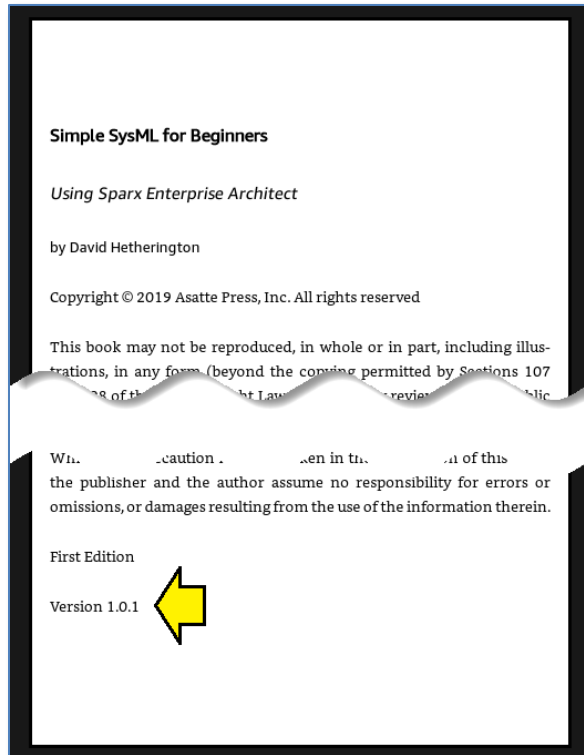 Simple SysML for Beginners
Using Sparx Enterprise Architect
by David Hetherington
Copyright © 2019 Asatte Press, Inc. All rights reserved
This book may not be reproduced, in whole or in part, including illus-
trations, in any form (beyond the copying permitted by Sections 107
of
the publisher and the author assume no responsibility for errors or
omissions, or damages resulting from the use of the information therein.
First Edition
Version 1.0.1